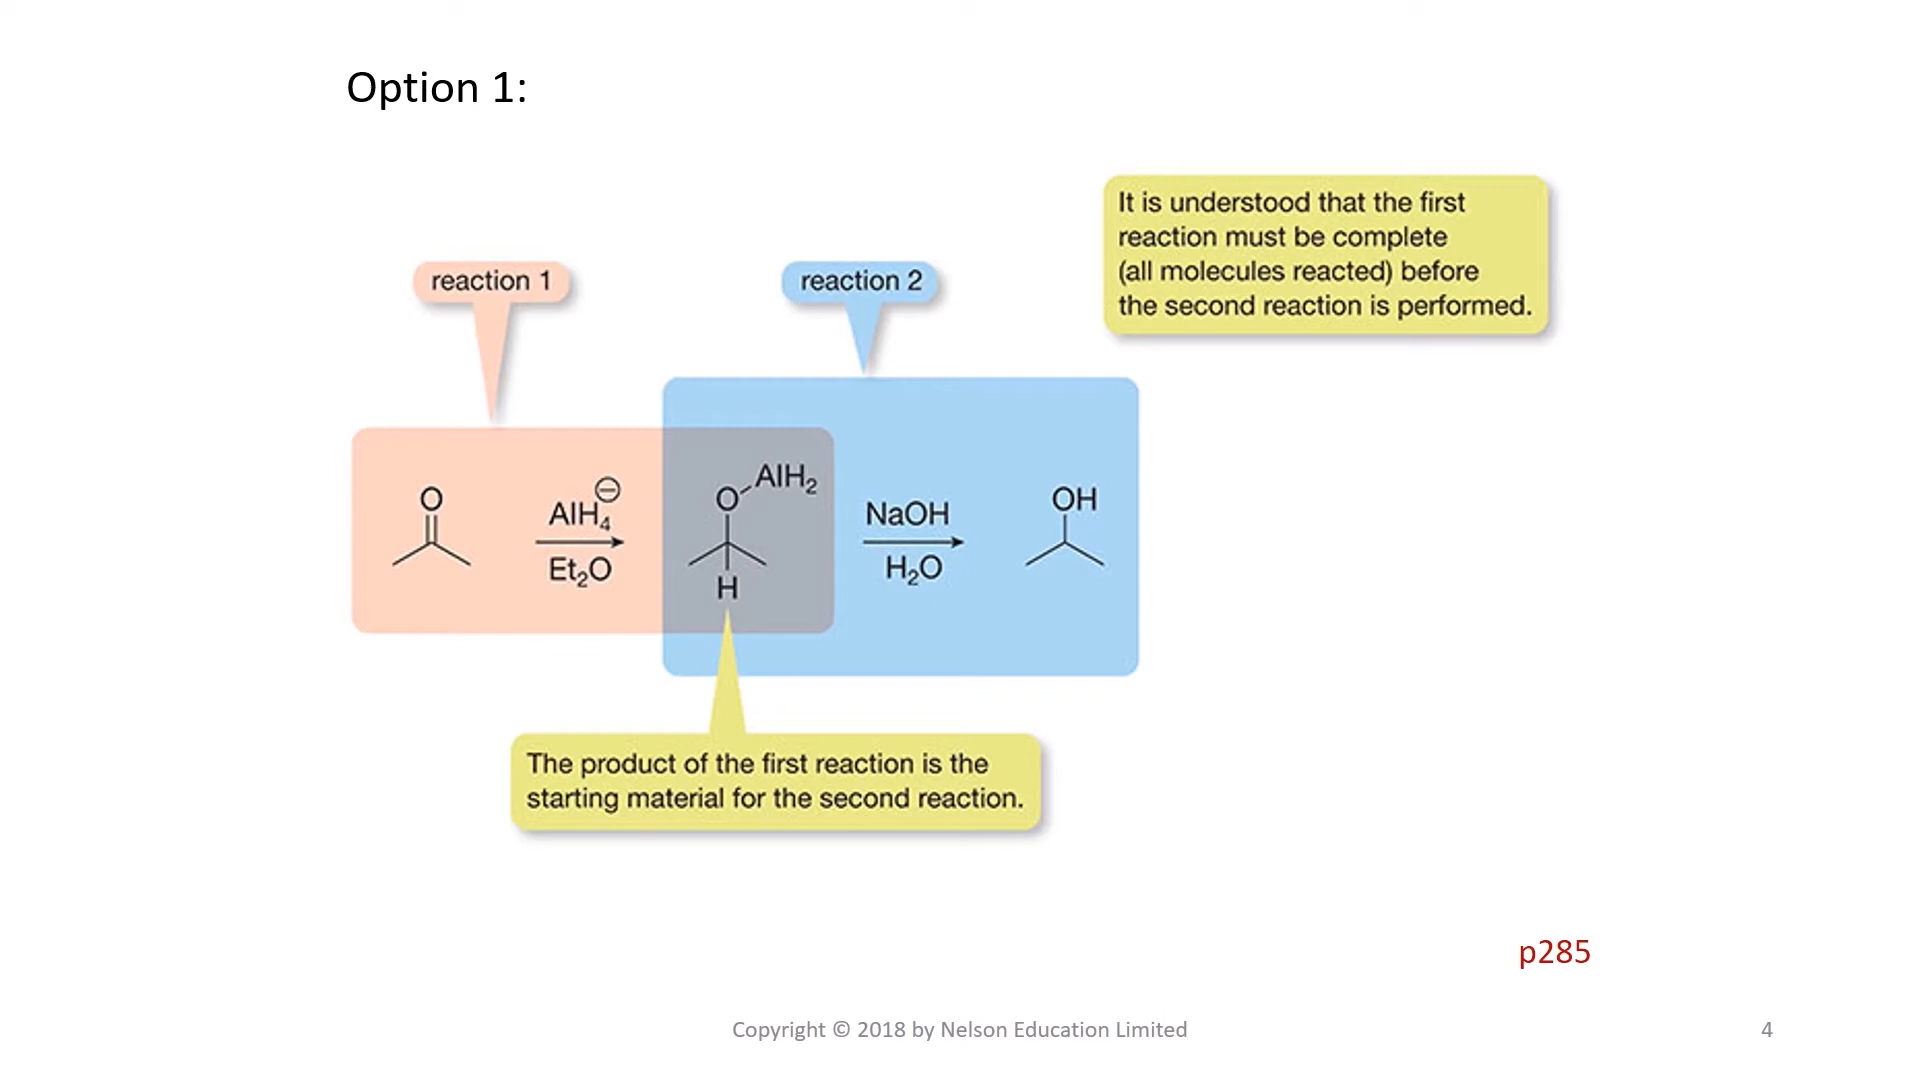 Option 1:
It is understood that the first
reaction must be complete
(all molecules reacted) before
the second reaction is performed.
reaction 1
reaction 2
O
AlH₄⊖
Et₂O
O
AlH₂
H
NaOH
H₂O
OH
The product of the first reaction is the
starting material for the second reaction.
p285
Copyright © 2018 by Nelson Education Limited
4